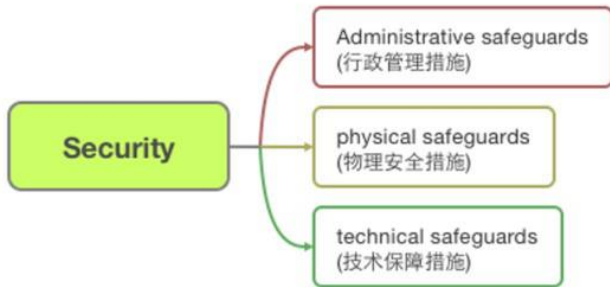 Security
Administrative safeguards
(行政管理措施)
physical safeguards
(物理安全措施)
technical safeguards
(技术保障措施)